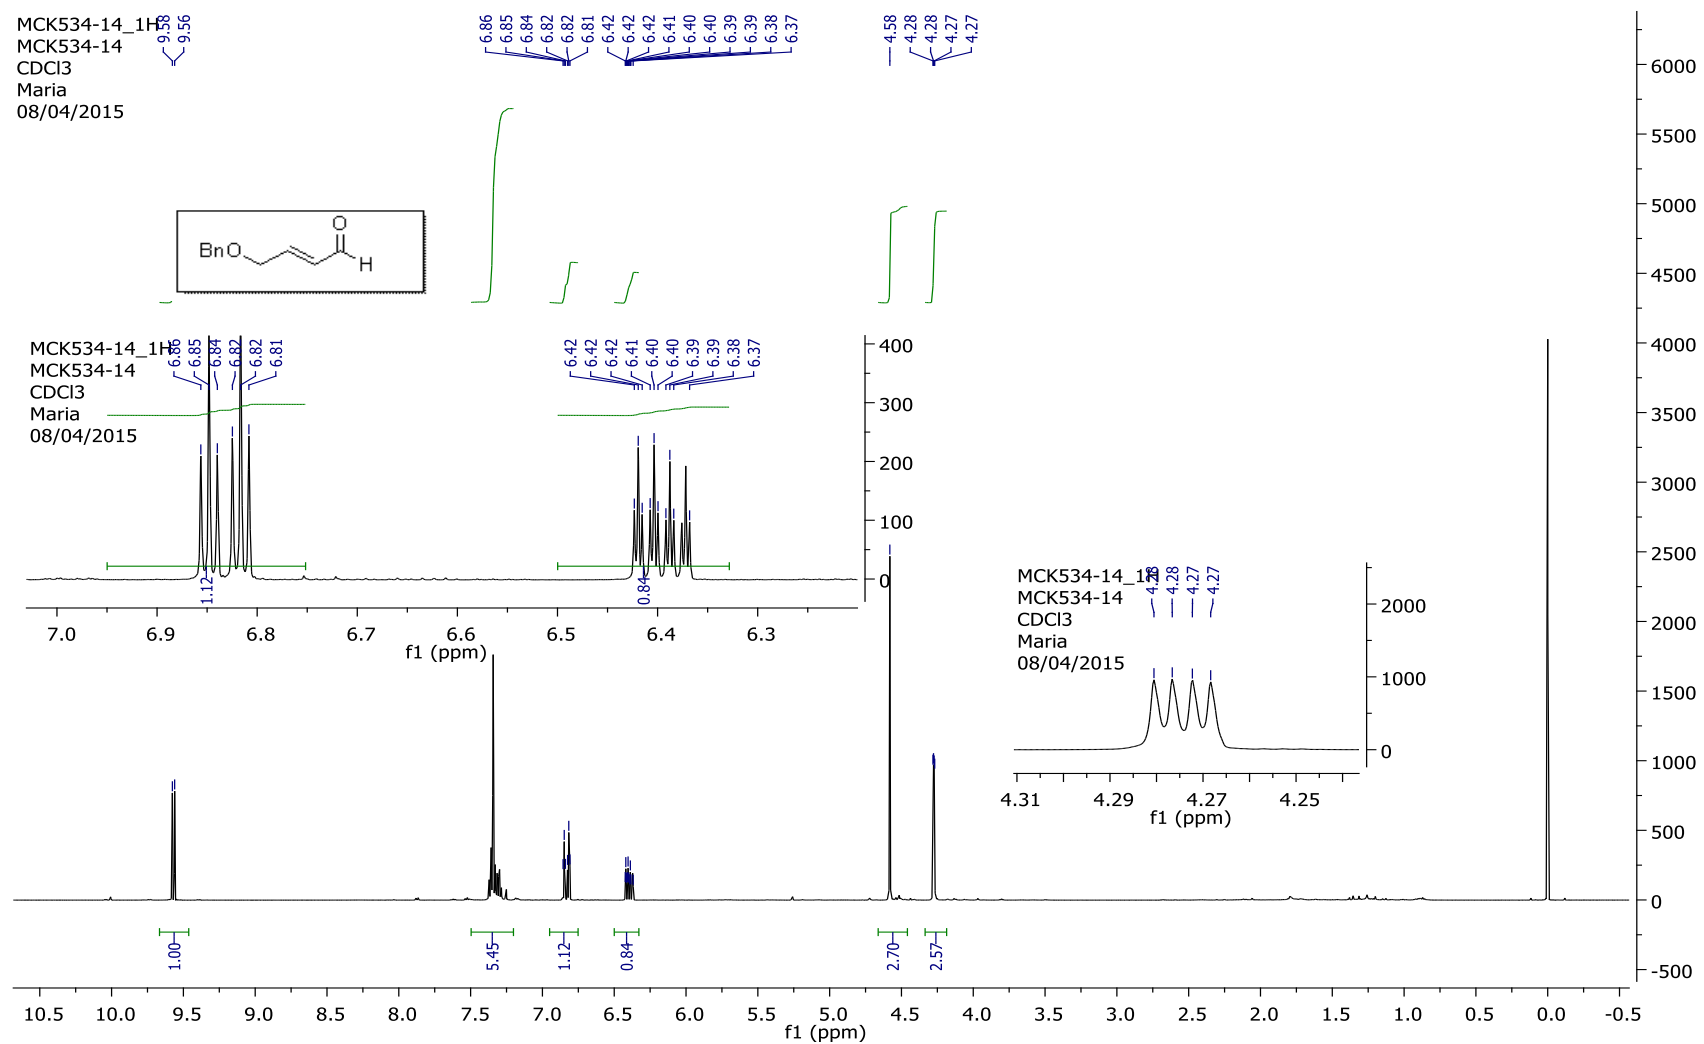 MCK534-14_1H
MCK534-14
CDCl3
Maria
08/04/2015
9.58 9.56 6.86 6.85 6.84 6.82 6.82 6.81 6.42 6.42 6.42 6.41 6.40 6.40 6.39 6.39 6.38 6.37 4.58 4.28 4.28 4.27 4.27
BnO O H
MCK534-14_1H
MCK534-14
CDCl3
Maria
08/04/2015
6.86 6.85 6.84 6.82 6.82 6.81 6.42 6.42 6.42 6.41 6.40 6.40 6.39 6.39 6.38 6.37
400
300
200
100
0
1.12 0.84
7.0 6.9 6.8 6.7 6.6 6.5 6.4 6.3
f1 (ppm)
MCK534-14_1H
MCK534-14
CDCl3
Maria
08/04/2015
4.28 4.28 4.27 4.27
2000
1000
0
4.31 4.29 4.27 4.25
f1 (ppm)
6000
5500
5000
4500
4000
3500
3000
2500
2000
1500
1000
500
0
-500
1.00 5.45 1.12 0.84 2.70 2.57
10.5 10.0 9.5 9.0 8.5 8.0 7.5 7.0 6.5 6.0 5.5 5.0 4.5 4.0 3.5 3.0 2.5 2.0 1.5 1.0 0.5 0.0 -0.5
f1 (ppm)